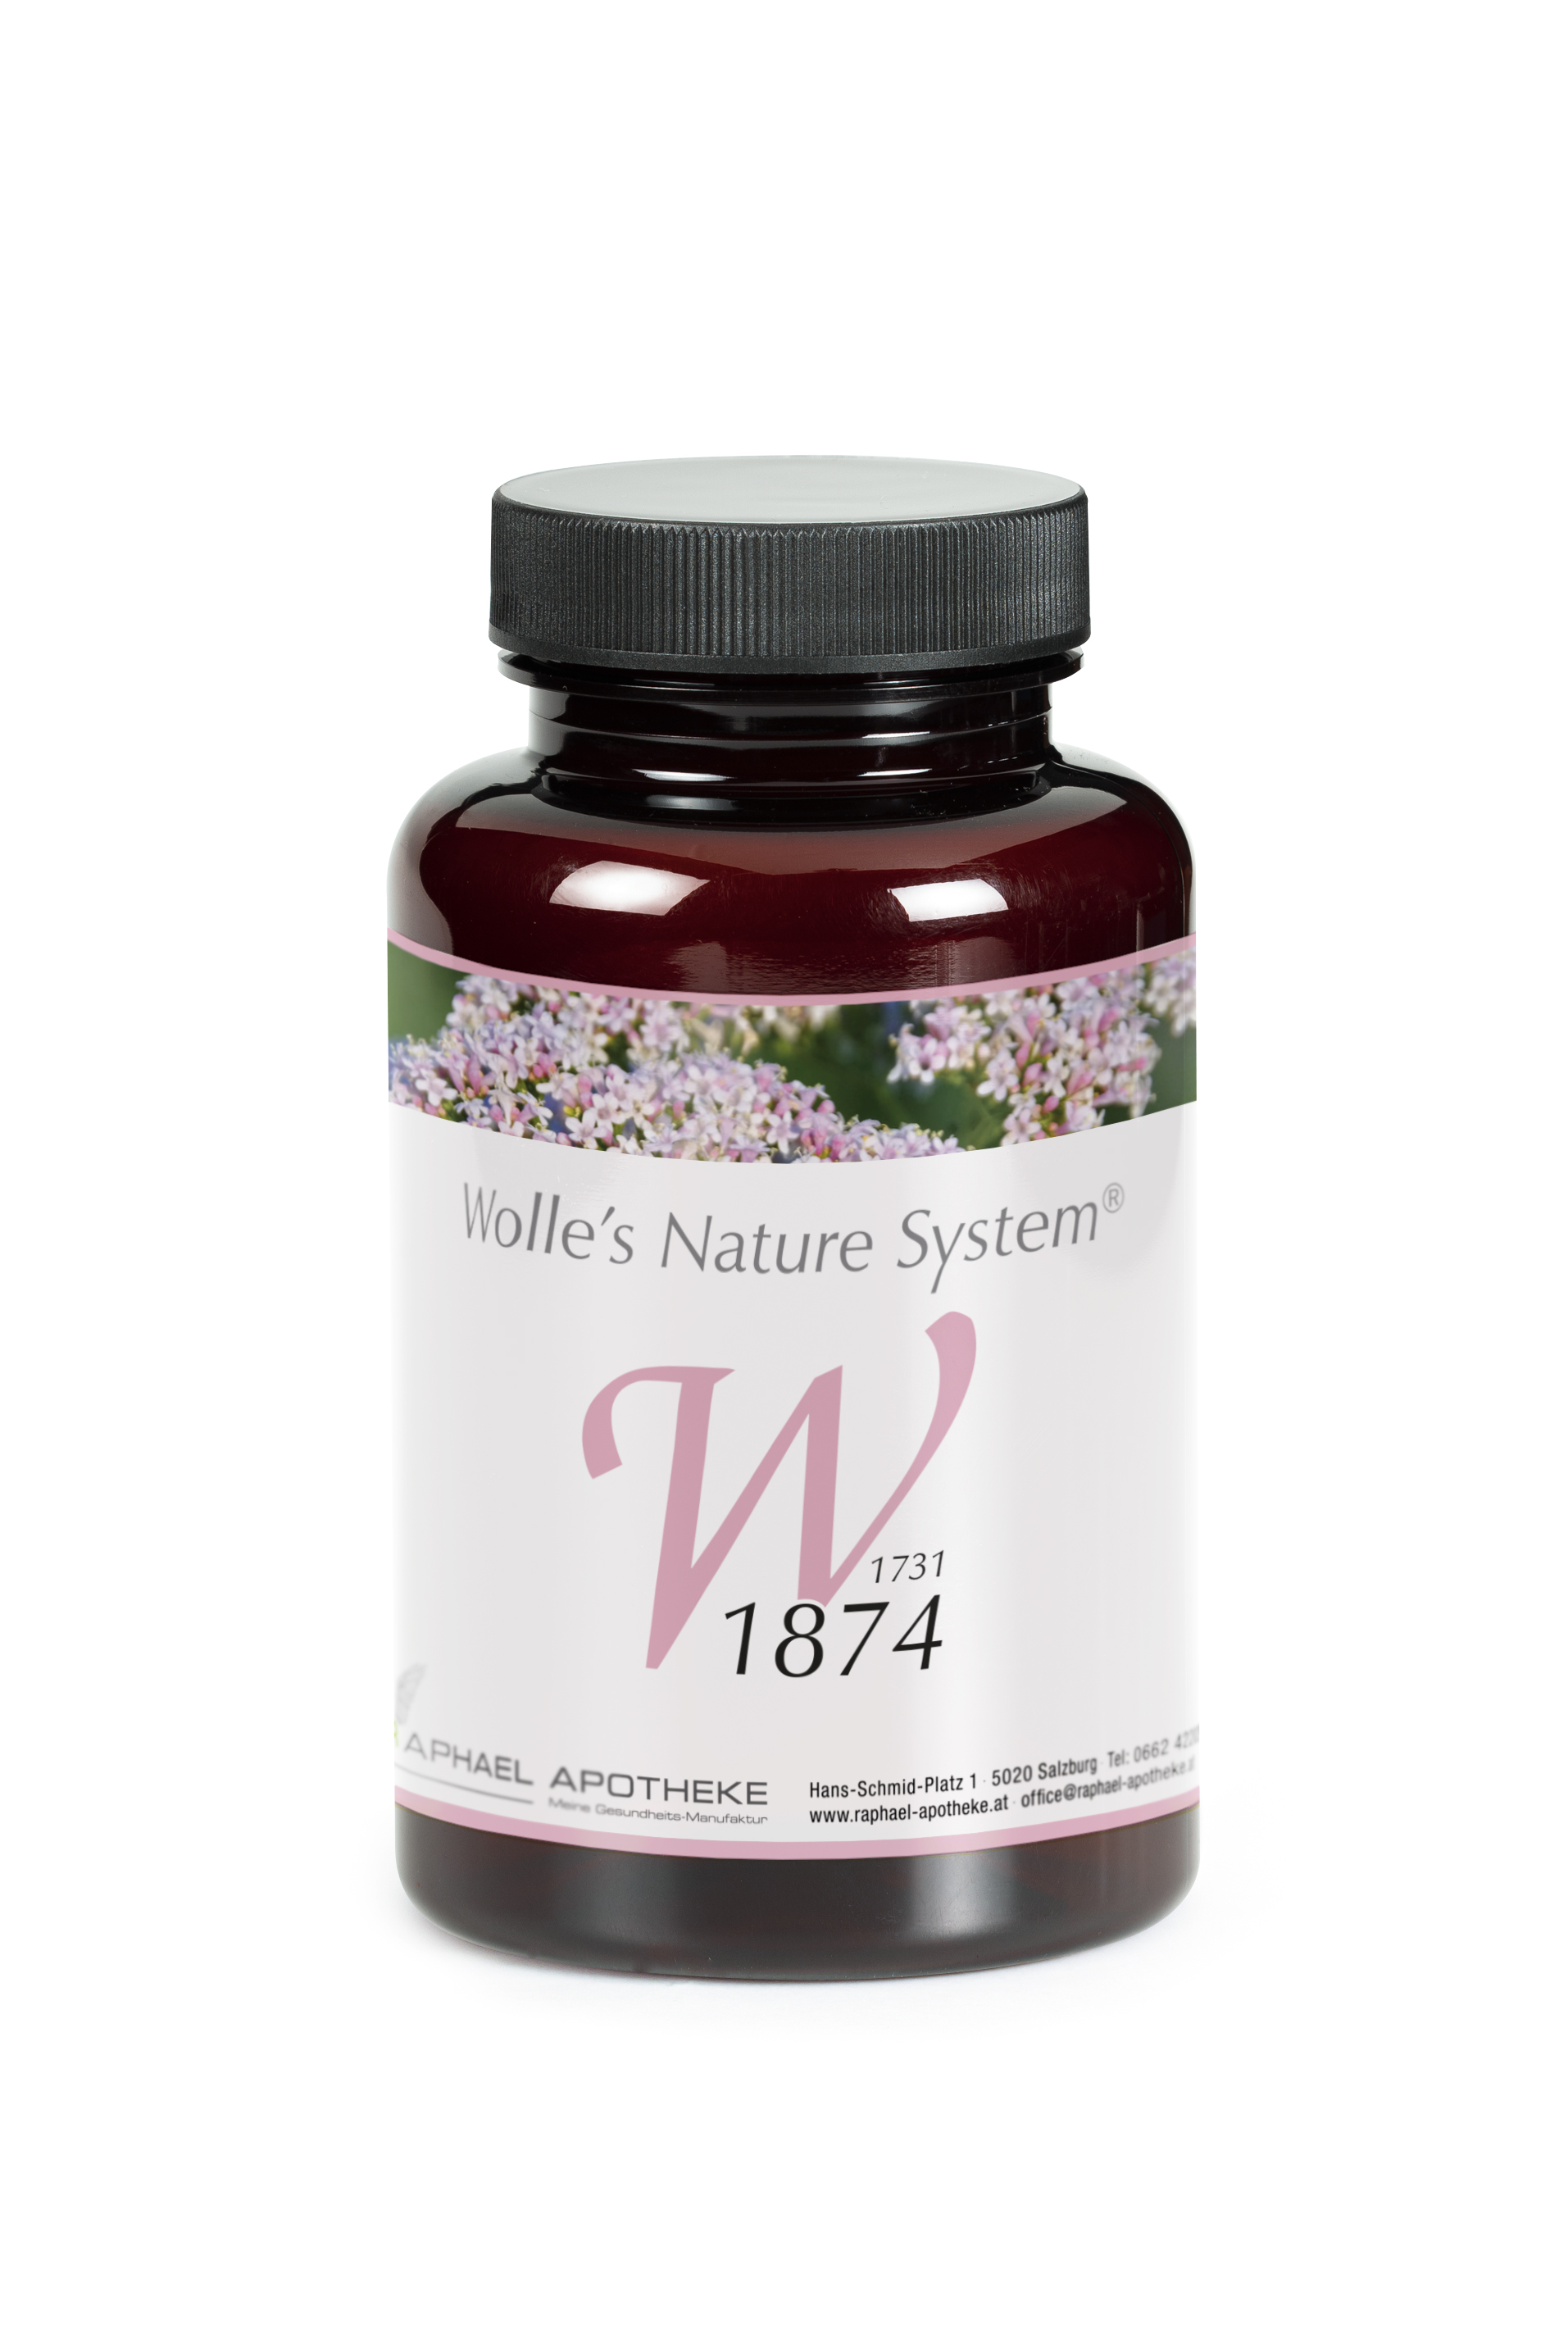 Wolle's Nature System®
W
1731
1874
APHAEL APOTHEKE
Meine Gesundheits-Manufaktur
Hans-Schmid-Platz 1 · 5020 Salzburg · Tel: 0662
www.raphael-apotheke.at · office@raphael-apotheke.at